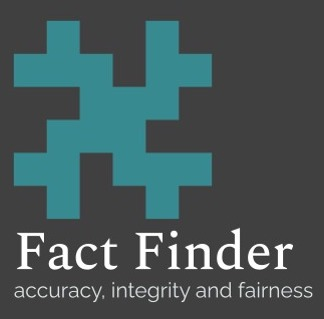 Fact Finder
accuracy, integrity and fairness